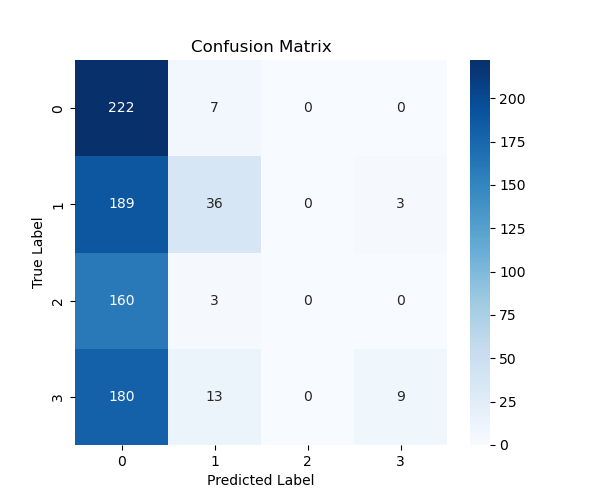 Confusion Matrix
True Label
0 222 7 0 0
1 189 36 0 3
2 160 3 0 0
3 180 13 0 9
0 1 2 3
Predicted Label
200
175
150
125
100
75
50
25
0